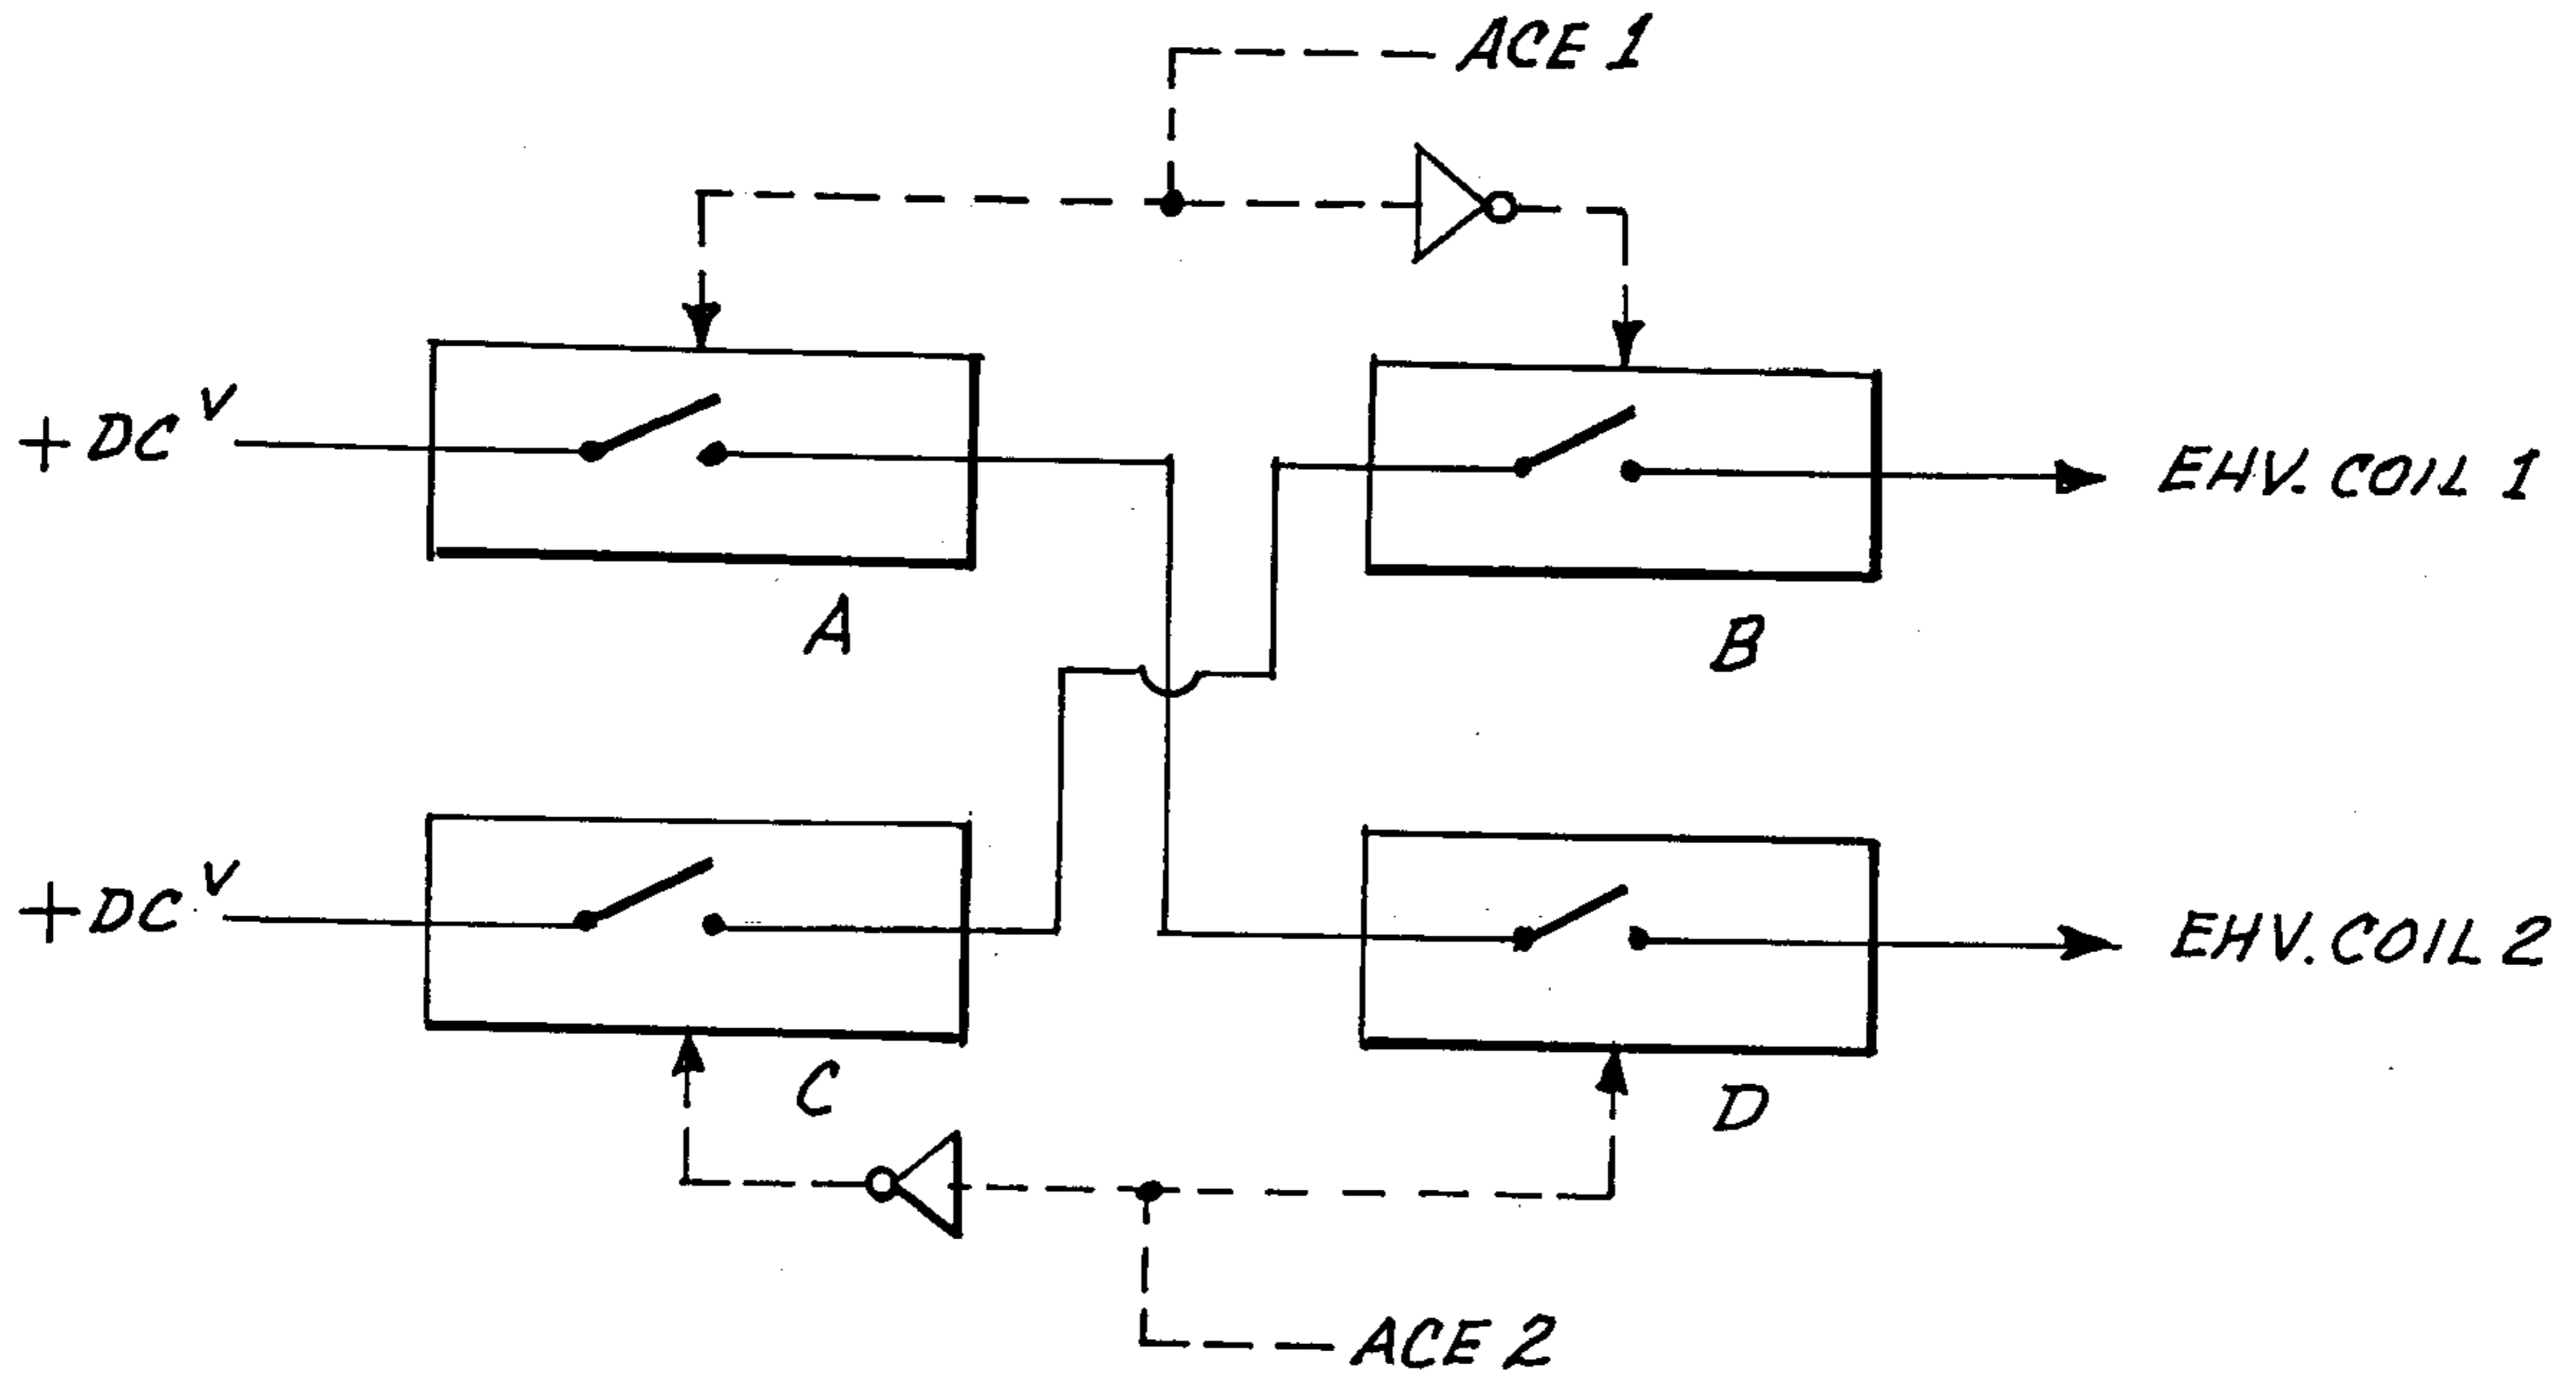 ACE 1
+ DC V
EHV. COIL 1
A
B
+ DC V
EHV. COIL 2
C
D
ACE 2